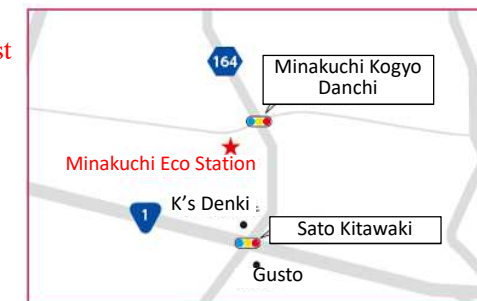 st
164
Minakuchi Kogyo
Danchi
Minakuchi Eco Station
K's Denki
1
Sato Kitawaki
Gusto